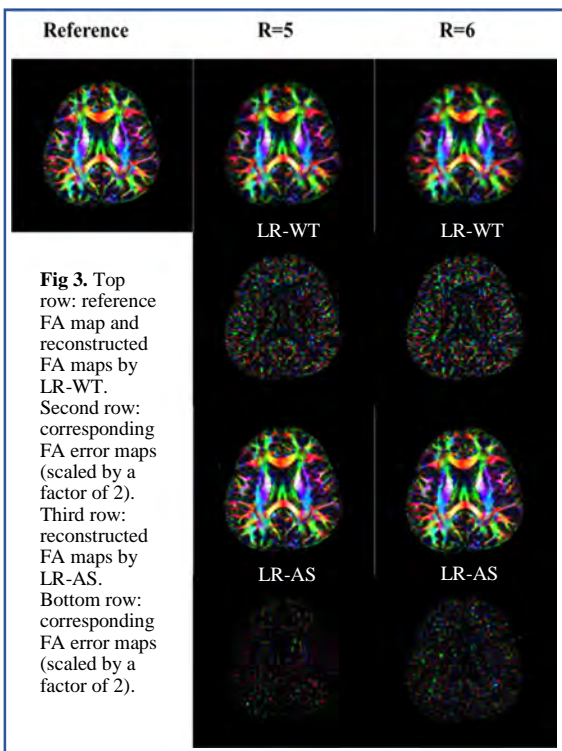 Reference R=5 R=6
LR-WT LR-WT
Fig 3. Top
row: reference
FA map and
reconstructed
FA maps by
LR-WT.
Second row:
corresponding
FA error maps
(scaled by a
factor of 2).
Third row:
reconstructed
FA maps by
LR-AS.
Bottom row:
corresponding
FA error maps
(scaled by a
factor of 2).
LR-AS LR-AS